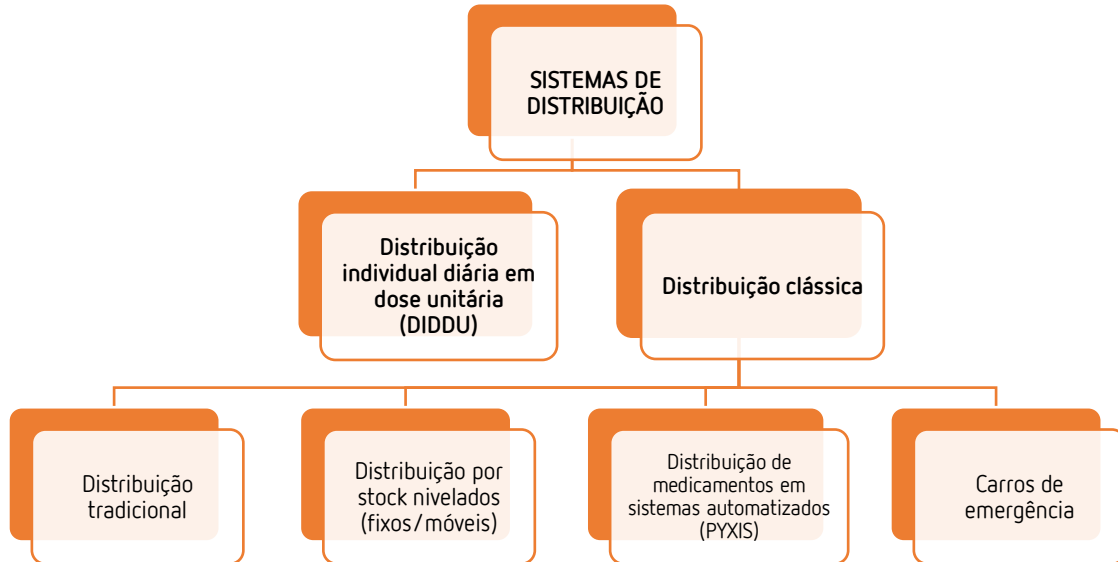 SISTEMAS DE
DISTRIBUIÇÃO
Distribuição
individual diária em
dose unitária
(DIDDU)
Distribuição clássica
Distribuição
tradicional
Distribuição por
stock nivelados
(fixos/móveis)
Distribuição de
medicamentos em
sistemas automatizados
(PYXIS)
Carros de
emergência